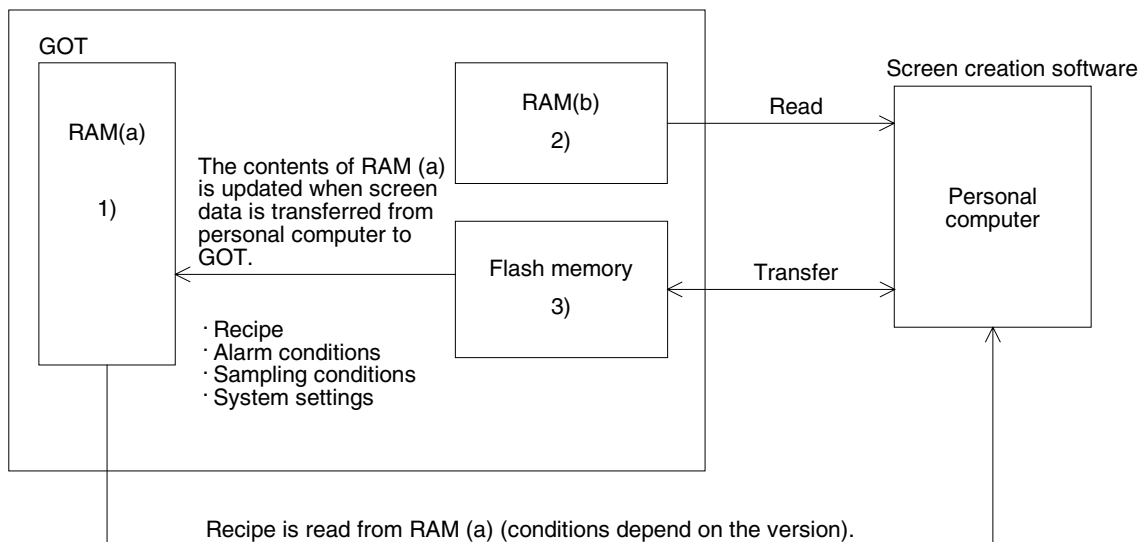 GOT
RAM(a)
1)
RAM(b)
2)
Read
Screen creation software
Personal
computer
The contents of RAM (a)
is updated when screen
data is transferred from
personal computer to
GOT.
Flash memory
3)
Transfer
· Recipe
· Alarm conditions
· Sampling conditions
· System settings
Recipe is read from RAM (a) (conditions depend on the version).